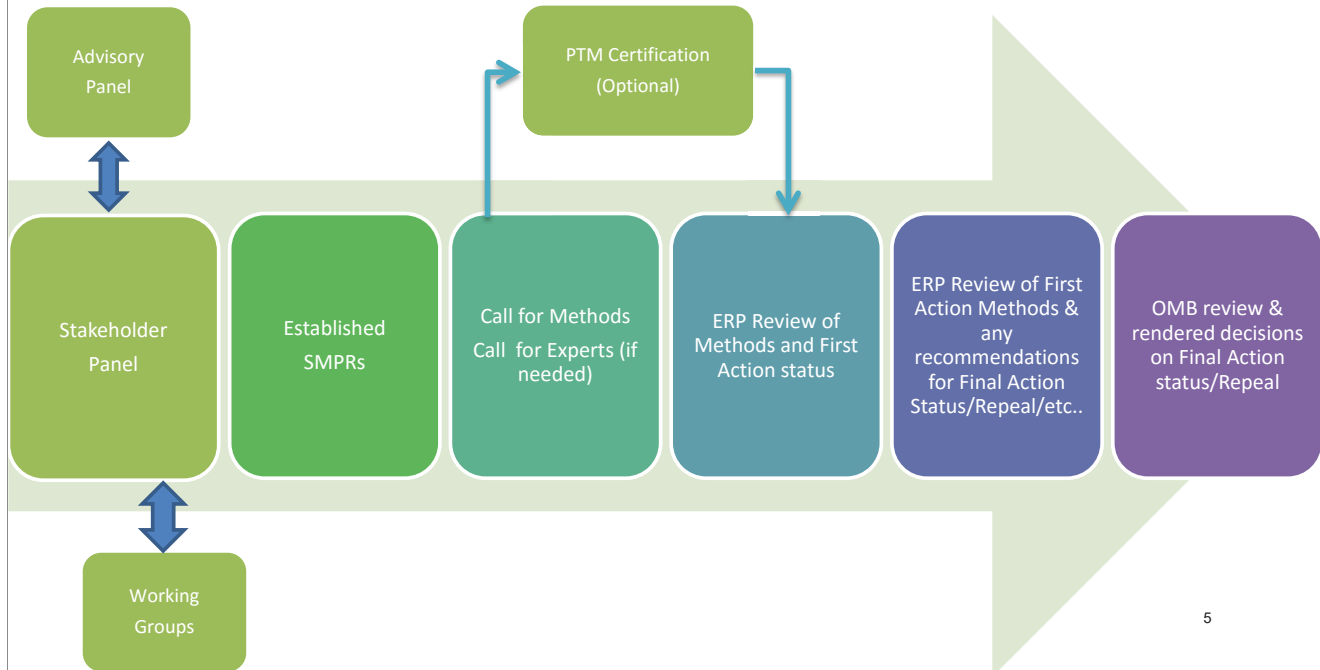 Advisory
Panel
PTM Certification
(Optional)
Stakeholder
Panel
Established
SMPRs
Call for Methods
Call for Experts (if
needed)
ERP Review of
Methods and First
Action status
ERP Review of First
Action Methods &
any
recommendations
for Final Action
Status/Repeal/etc..
OMB review &
rendered decisions
on Final Action
status/Repeal
Working
Groups
5